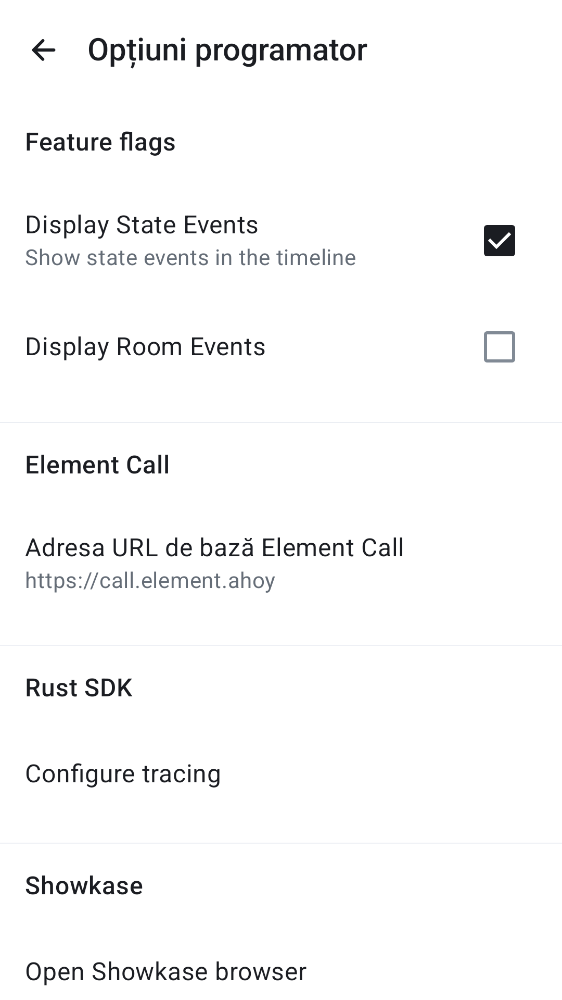 Opțiuni programator
Feature flags
Display State Events
Show state events in the timeline
Display Room Events
Element Call
Adresa URL de bază Element Call
https://call.element.ahoy
Rust SDK
Configure tracing
Showkase
Open Showkase browser